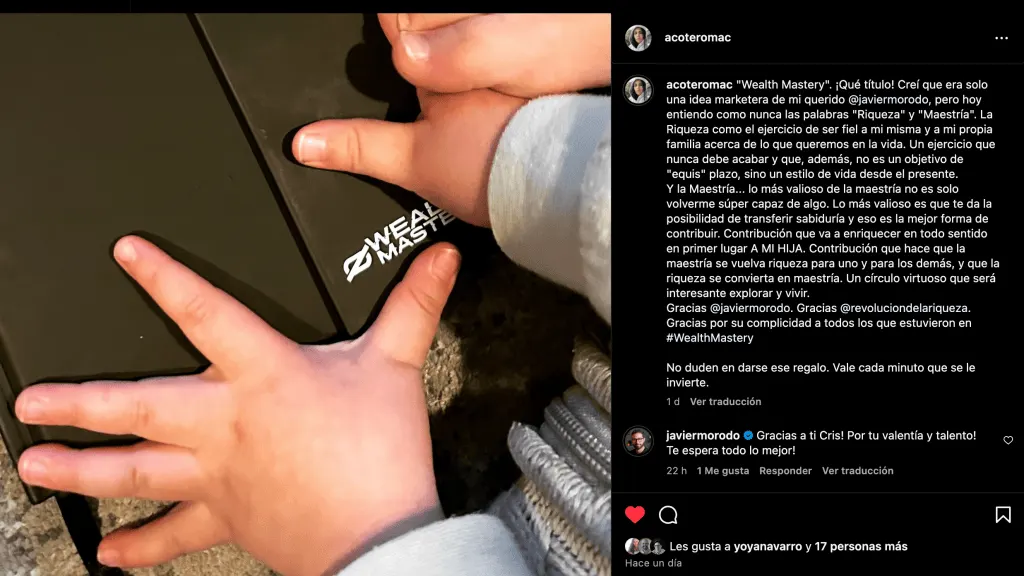 WEAL
MASTE
acoteromac
acoteromac "Wealth Mastery". ¡Qué título! Creí que era solo
una idea marketera de mi querido @javiermorodo, pero hoy
entiendo como nunca las palabras "Riqueza" y "Maestría". La
Riqueza como el ejercicio de ser fiel a mi misma y a mi propia
familia acerca de lo que queremos en la vida. Un ejercicio que
nunca debe acabar y que, además, no es un objetivo de
"equis" plazo, sino un estilo de vida desde el presente.
Y la Maestría... lo más valioso de la maestría no es solo
volverme súper capaz de algo. Lo más valioso es que te da la
posibilidad de transferir sabiduría y eso es la mejor forma de
contribuir. Contribución que va a enriquecer en todo sentido
en primer lugar A MI HIJA. Contribución que hace que la
maestría se vuelva riqueza para uno y para los demás, y que la
riqueza se convierta en maestría. Un círculo virtuoso que será
interesante explorar y vivir.
Gracias @javiermorodo. Gracias @revoluciondelariqueza.
Gracias por su complicidad a todos los que estuvieron en
#WealthMastery
No duden en darse ese regalo. Vale cada minuto que se le
invierte.
1 d Ver traducción
javiermorodo Gracias a ti Cris! Por tu valentía y talento!
Te espera todo lo mejor!
22 h 1 Me gusta Responder Ver traducción
Les gusta a yoyanavarro y 17 personas más
Hace un día